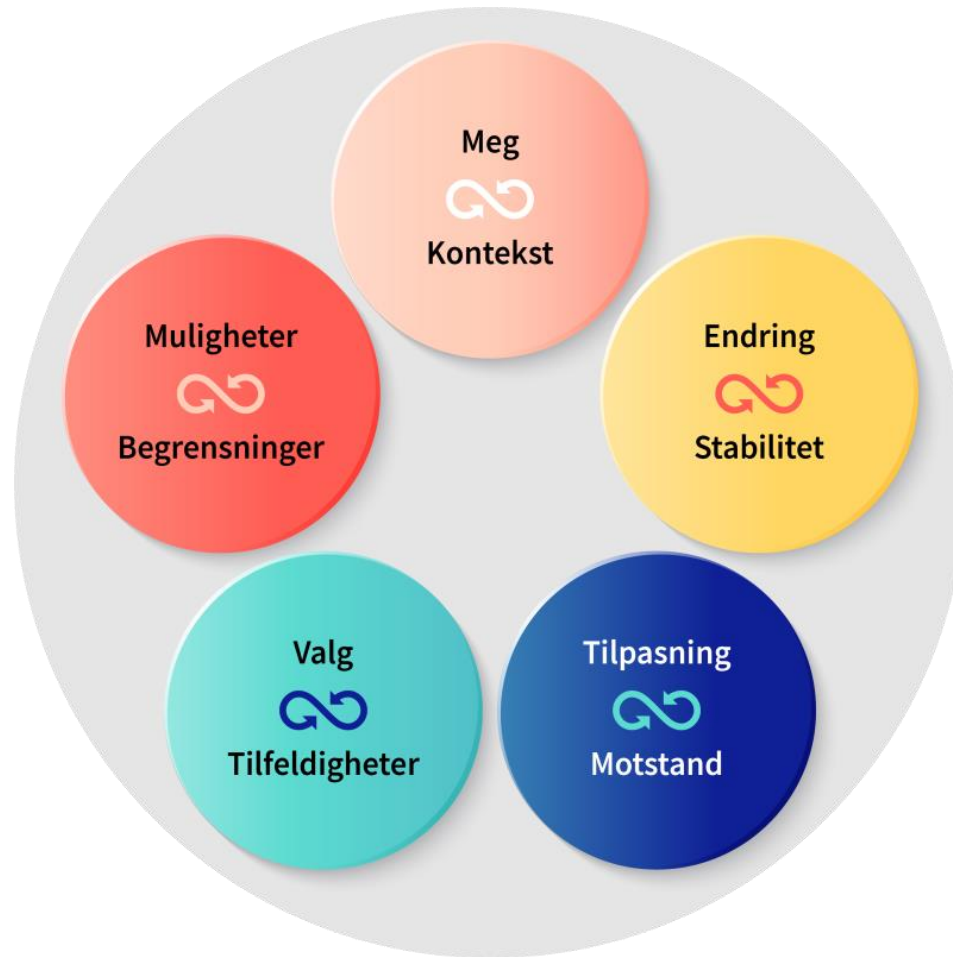 Meg
Kontekst
Muligheter
Begrensninger
Endring
Stabilitet
Valg
Tilfeldigheter
Tilpasning
Motstand